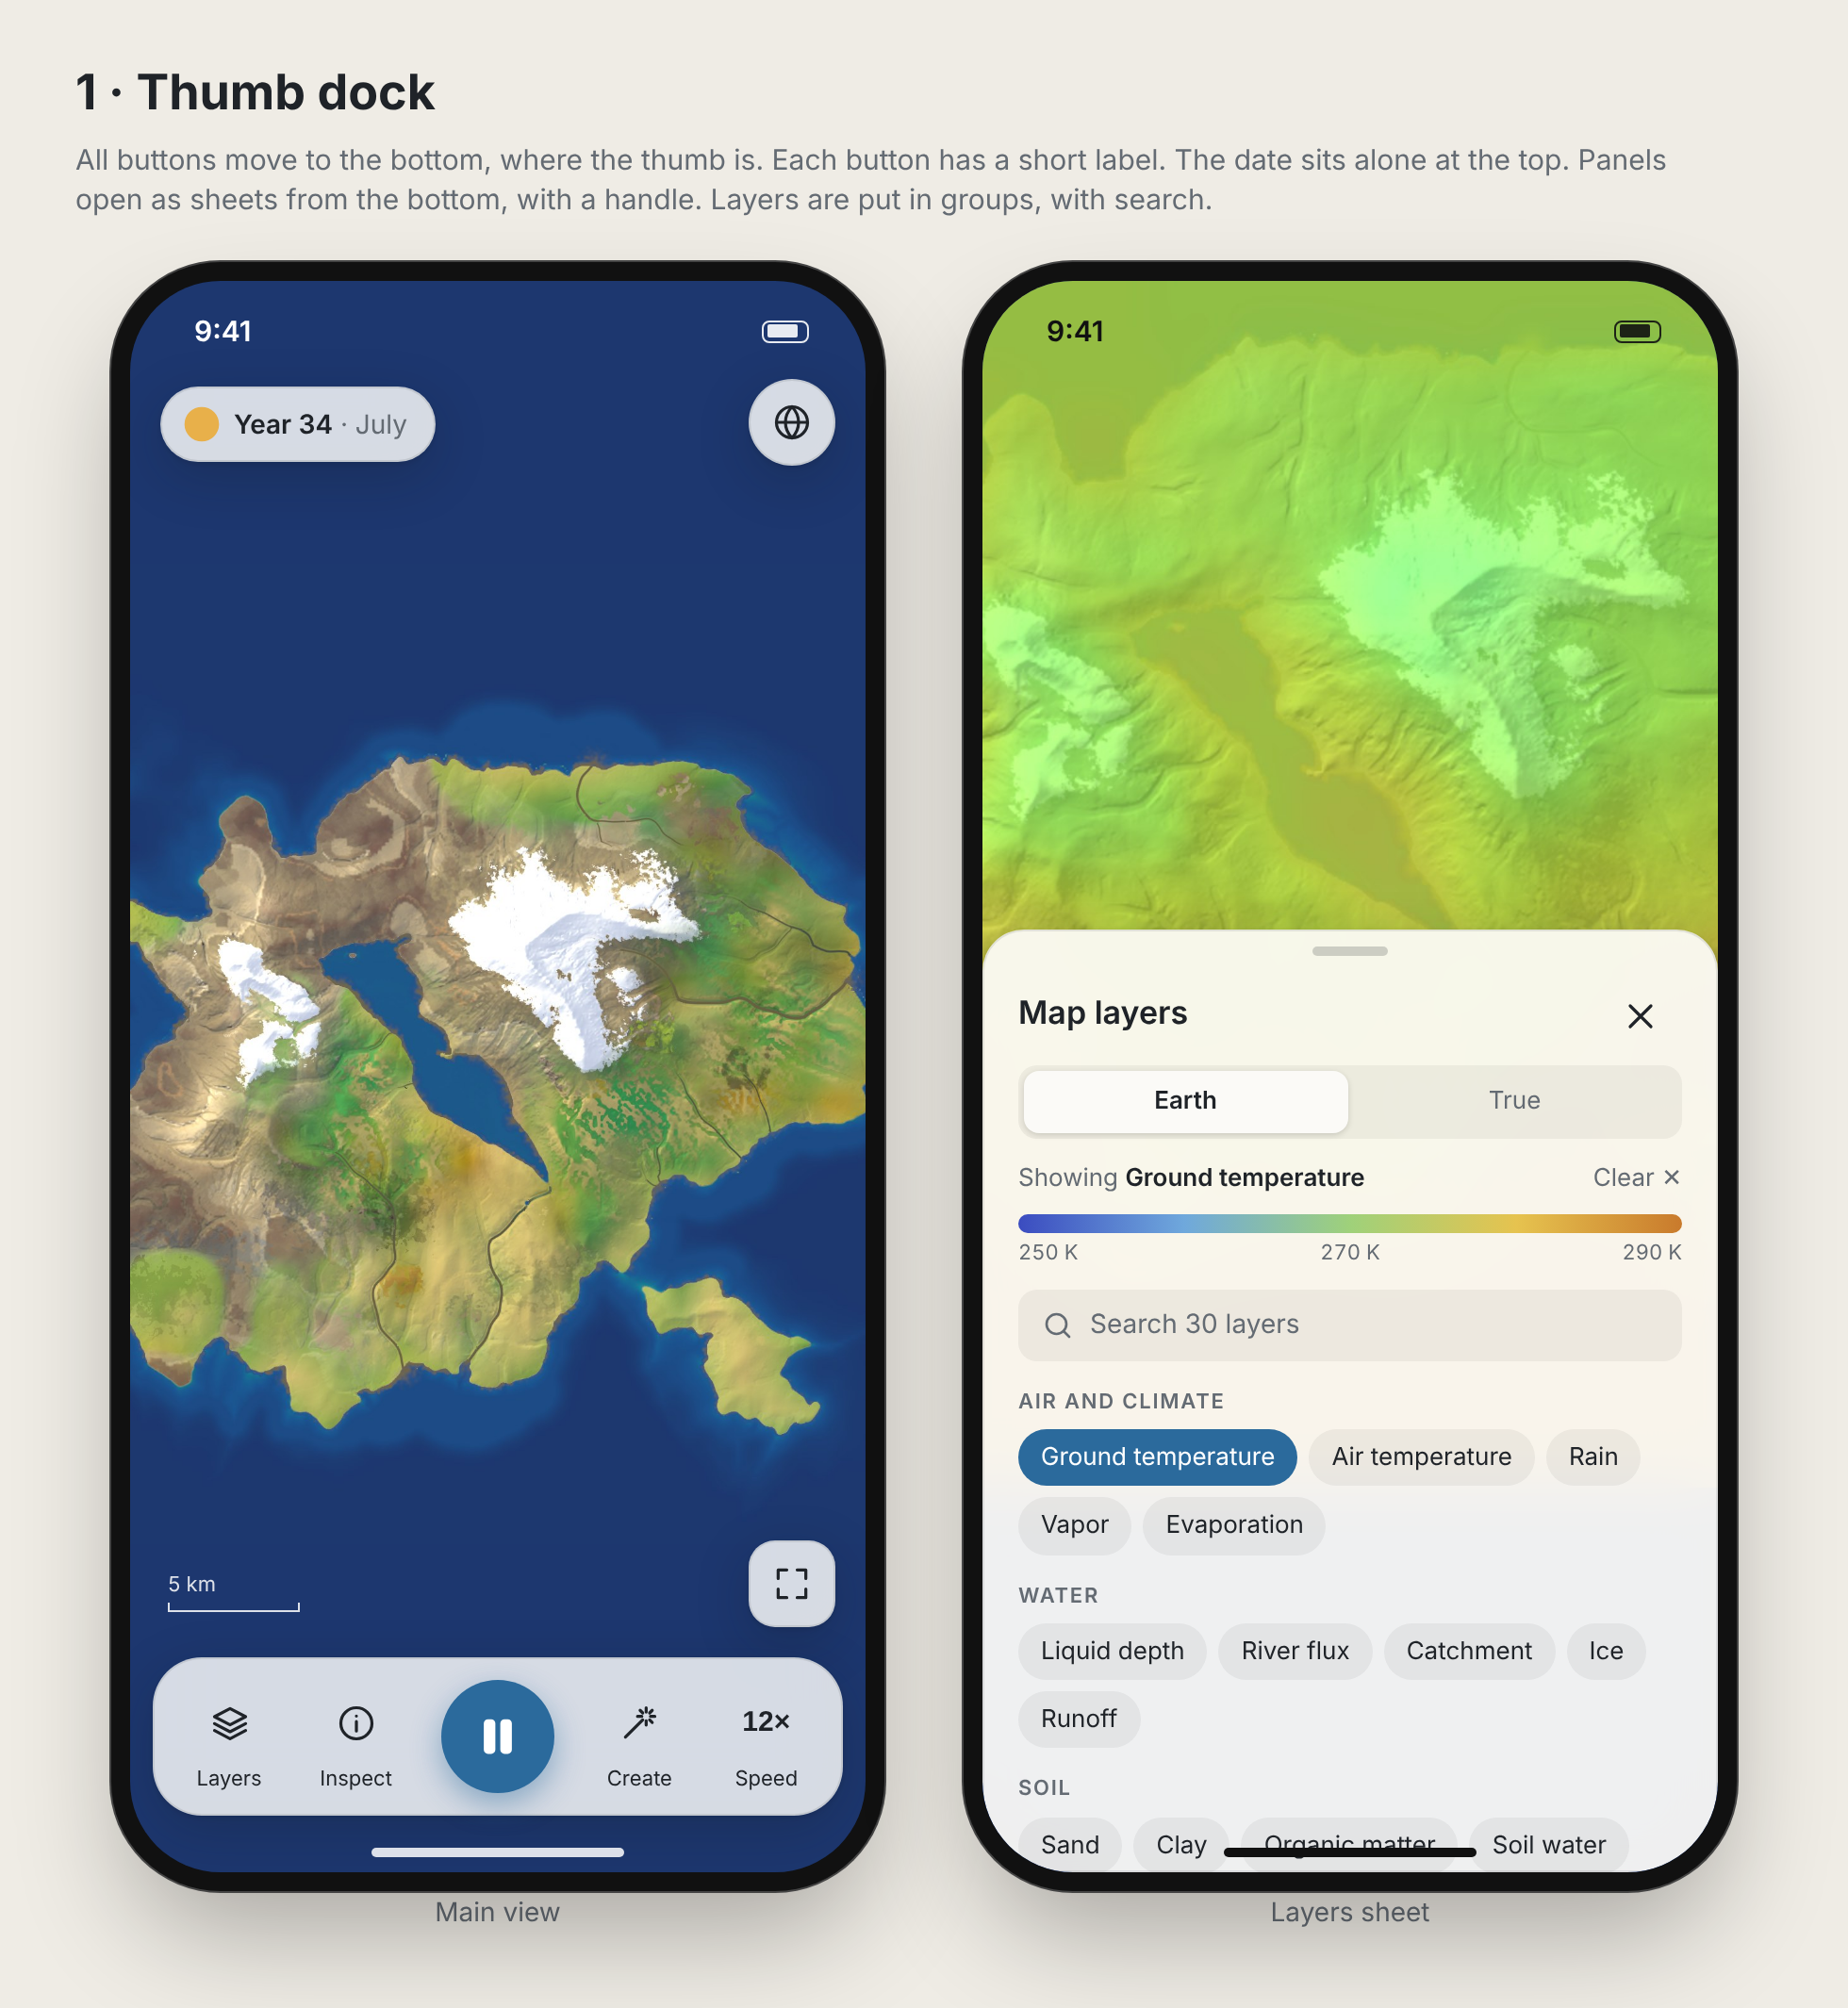 1 · Thumb dock
All buttons move to the bottom, where the thumb is. Each button has a short label. The date sits alone at the top. Panels
open as sheets from the bottom, with a handle. Layers are put in groups, with search.
9:41
Year 34 · July
5 km
Layers
Inspect
Create
12×
Speed
Main view
9:41
Map layers
Earth
True
Showing Ground temperature
Clear ×
250 K
270 K
290 K
Search 30 layers
AIR AND CLIMATE
Ground temperature
Air temperature
Rain
Vapor
Evaporation
WATER
Liquid depth
River flux
Catchment
Ice
Runoff
SOIL
Sand
Clay
Organic matter
Soil water
Layers sheet